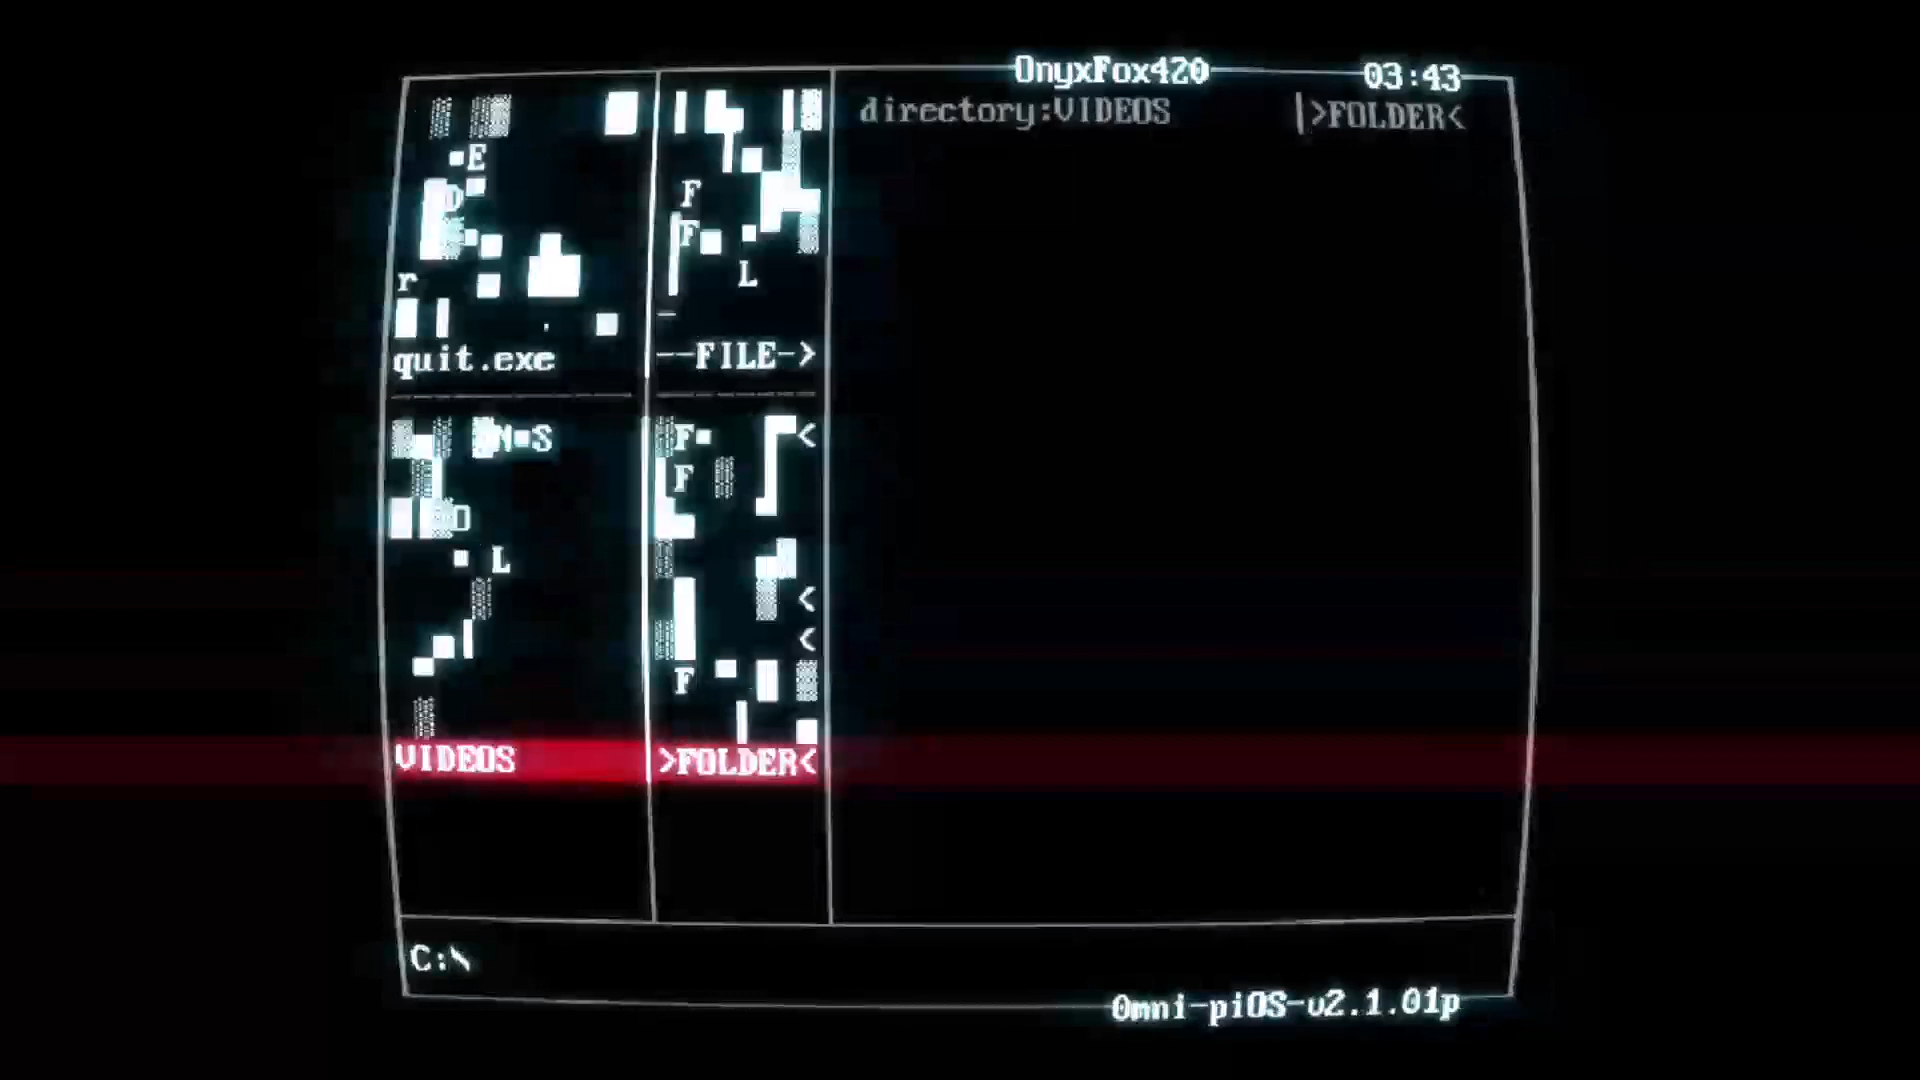 OnyxFox420
03:43
directory:VIDEOS |>FOLDER<
E
D
F
F
r
L
quit.exe --FILE->
N S F <
F
D
L
<
<
F
VIDEOS >FOLDER<
C:\
Omni-piOS-v2.1.01p